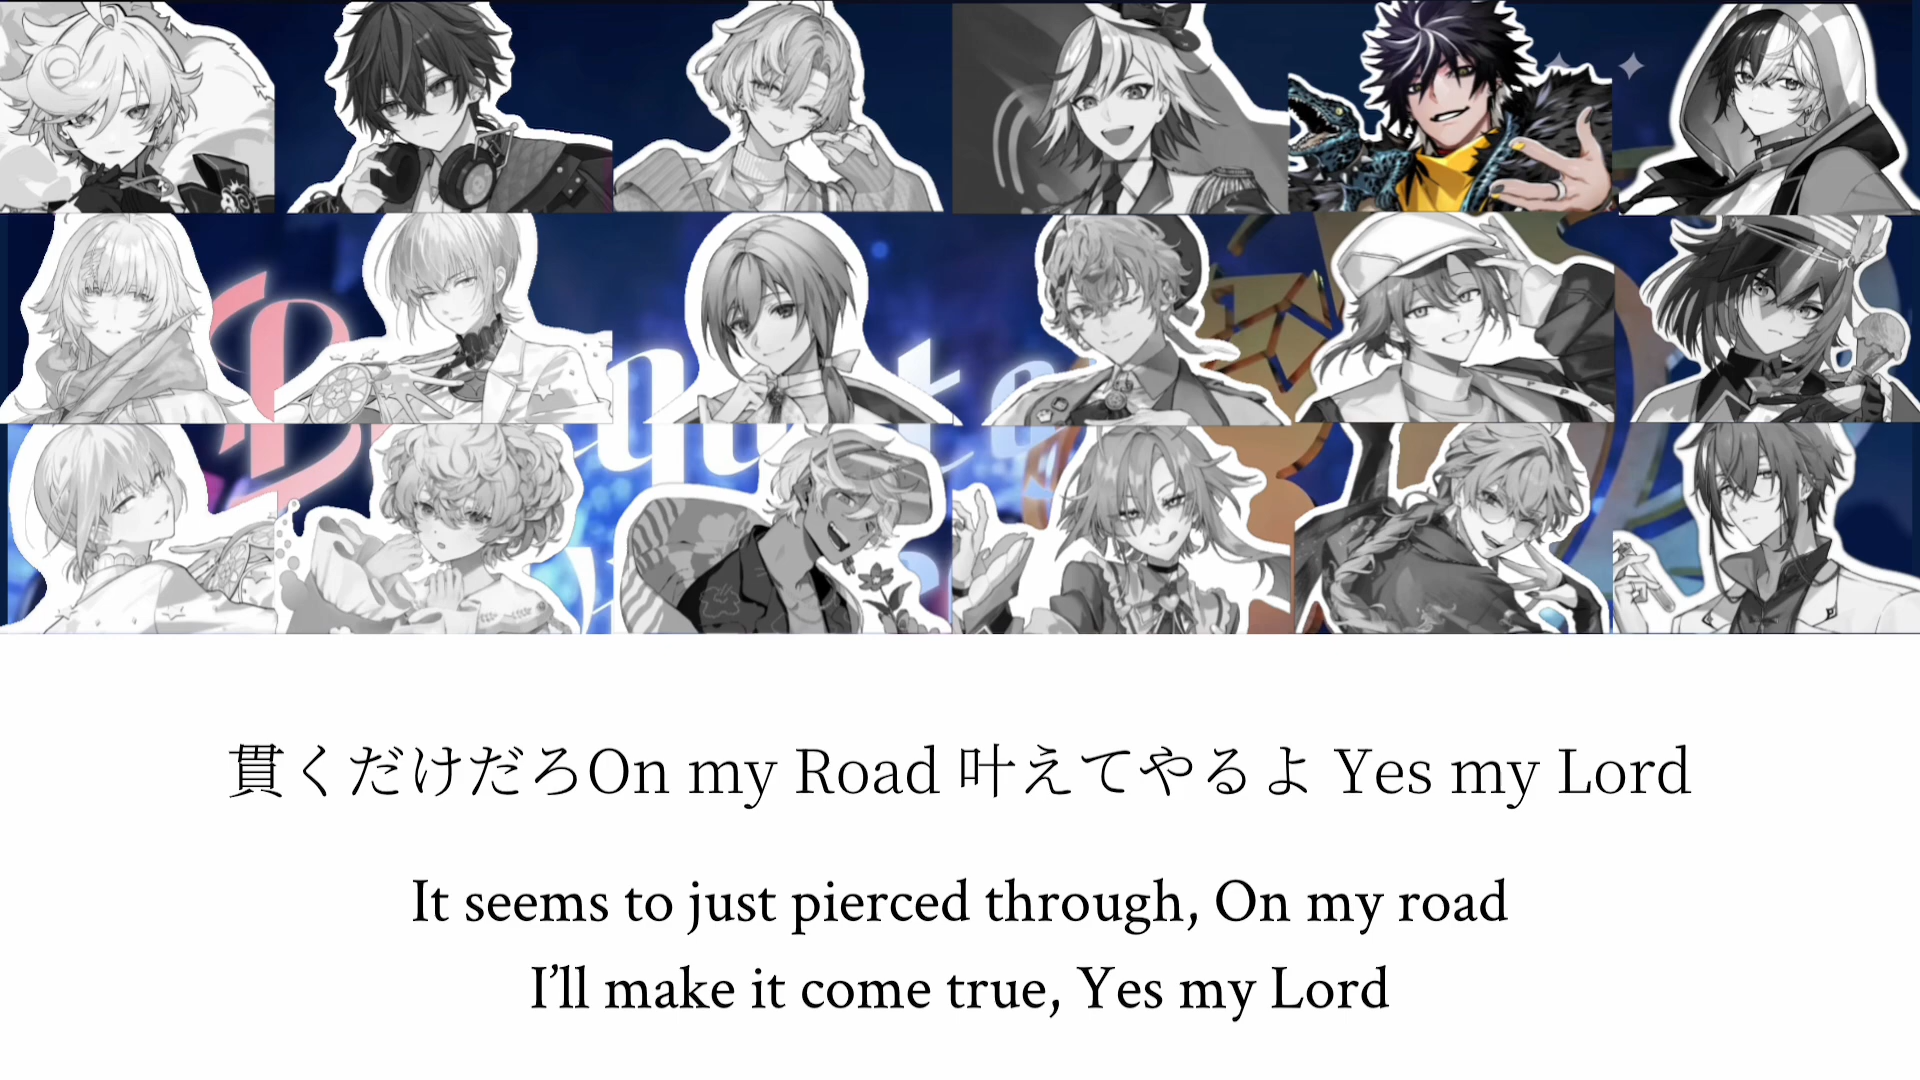 貫くだけだろOn my Road 叶えてやるよ Yes my Lord
It seems to just pierced through, On my road
I'll make it come true, Yes my Lord